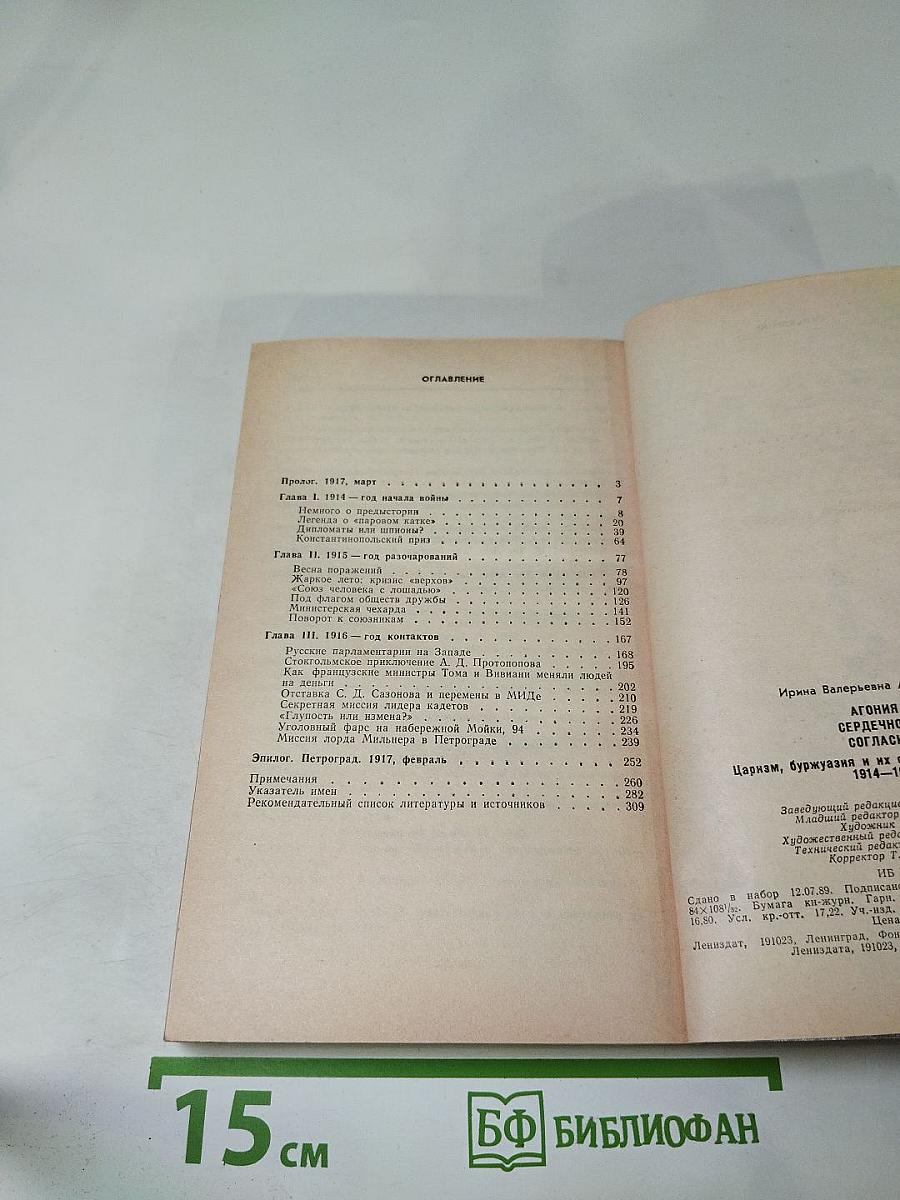 ОГЛАВЛЕНИЕ
Пролог. 1917, март . . . . . . . . . . . . . . . . 3
Глава I. 1914 — год начала войны . . . . . . . . . . . 7
Немного о предыстории . . . . . . . . . . . . . 8
Легенда о «паровом катке» . . . . . . . . . . . . 20
Дипломаты или шпионы? . . . . . . . . . . . . . 39
Константинопольский приз . . . . . . . . . . . . 64
Глава II. 1915 — год разочарований . . . . . . . . . . 77
Весна поражений . . . . . . . . . . . . . . . 78
Жаркое лето: кризис «верхов» . . . . . . . . . . . 97
«Союз человека с лошадью» . . . . . . . . . . . . 120
Под флагом обществ дружбы . . . . . . . . . . . . 126
Министерская чехарда . . . . . . . . . . . . . 141
Поворот к союзникам . . . . . . . . . . . . . . 152
Глава III. 1916 — год контактов . . . . . . . . . . . 167
Русские парламентарии на Западе . . . . . . . . . 168
Стокгольмское приключение А. Д. Протопопова . . . . . 195
Как французские министры Тома и Вивиани меняли людей
на деньги . . . . . . . . . . . . . . . . . 202
Отставка С. Д. Сазонова и перемены в МИДе . . . . . 210
Секретная миссия лидера кадетов . . . . . . . . . 219
«Глупость или измена?» . . . . . . . . . . . . . 226
Уголовный фарс на набережной Мойки, 94 . . . . . . 234
Миссия лорда Мильнера в Петрограде . . . . . . . . 239
Эпилог. Петроград. 1917, февраль . . . . . . . . . . . 252
Примечания . . . . . . . . . . . . . . . . . . 260
Указатель имен . . . . . . . . . . . . . . . . . 282
Рекомендательный список литературы и источников . . . . . 309
Ирина Валерьевна
АГОНИЯ
СЕРДЕЧНО
СОГЛАС
Царизм, буржуазия и их
1914—19
Заведующий редакцие
Младший редактор
Художник
Художественный реда
Технический редак
Корректор Т.
ИБ
Сдано в набор 12.07.89. Подписано
84×108¹/₃₂. Бумага кн-журн. Гарн.
16,80. Усл. кр.-отт. 17,22. Уч.-изд.
Цена
Лениздат, 191023, Ленинград, Фон
Лениздата, 191023,
15 см
БФ БИБЛИОФАН